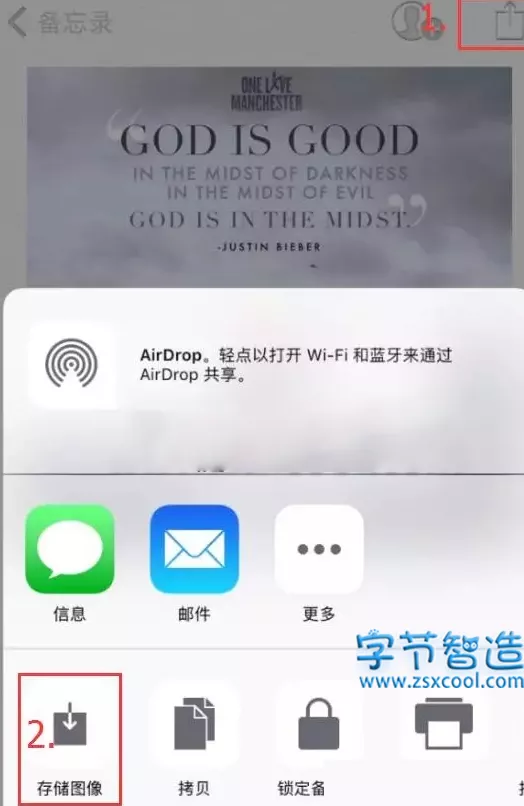 备忘录
1.
ONE LOVE
MANCHESTER
“GOD IS GOOD
IN THE MIDST OF DARKNESS
IN THE MIDST OF EVIL
GOD IS IN THE MIDST.”
-JUSTIN BIEBER
AirDrop。轻点以打开 Wi-Fi 和蓝牙来通过
AirDrop 共享。
信息
邮件
更多
字节智造
www.zsxcool.com
2.
存储图像
拷贝
锁定备